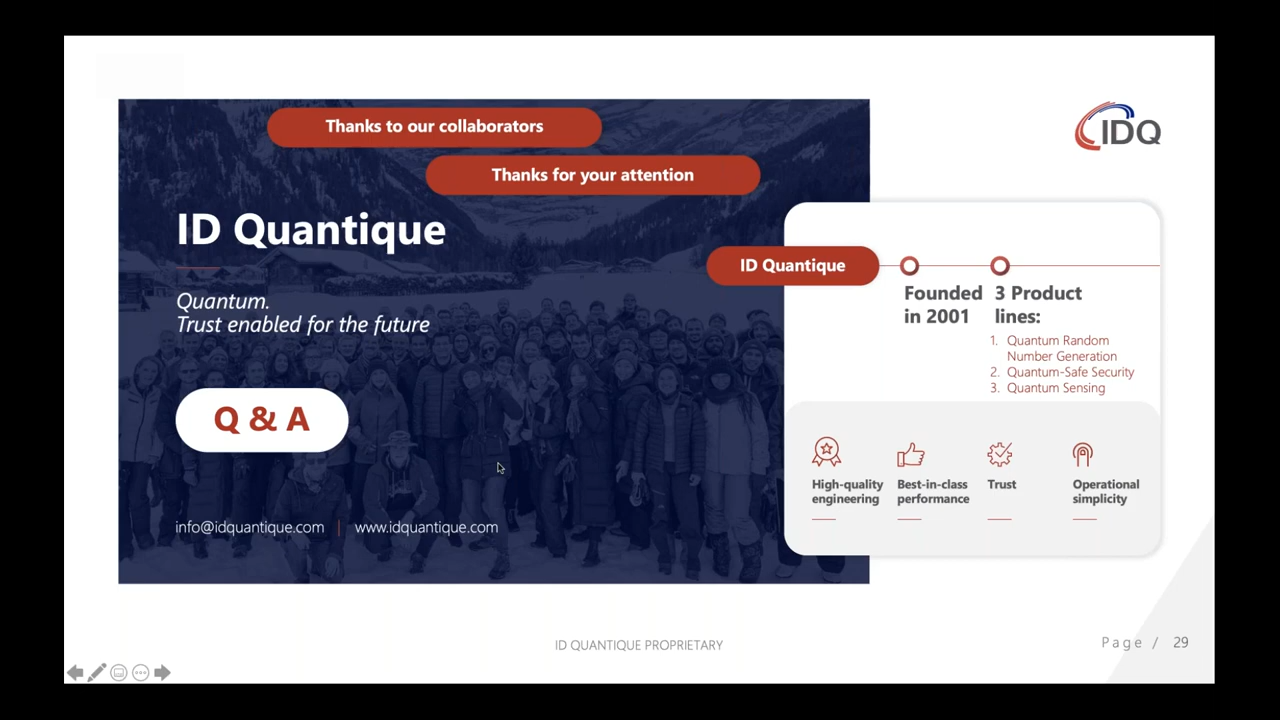 Thanks to our collaborators
Thanks for your attention
IDQ
ID Quantique
Quantum.
Trust enabled for the future
Q & A
info@idquantique.com | www.idquantique.com
ID Quantique
Founded
in 2001
3 Product
lines:
1. Quantum Random
Number Generation
2. Quantum-Safe Security
3. Quantum Sensing
High-quality
engineering
Best-in-class
performance
Trust
Operational
simplicity
ID QUANTIQUE PROPRIETARY
Page / 29